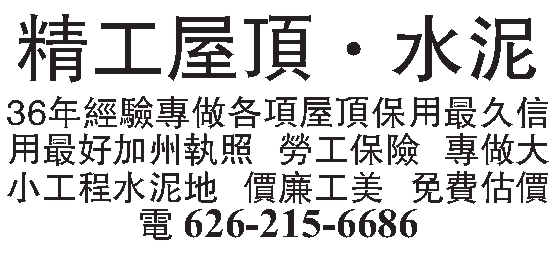 精工屋頂・水泥
36年經驗專做各項屋頂保用最久信
用最好加州執照 勞工保險 專做大
小工程水泥地 價廉工美 免費估價
電 626-215-6686